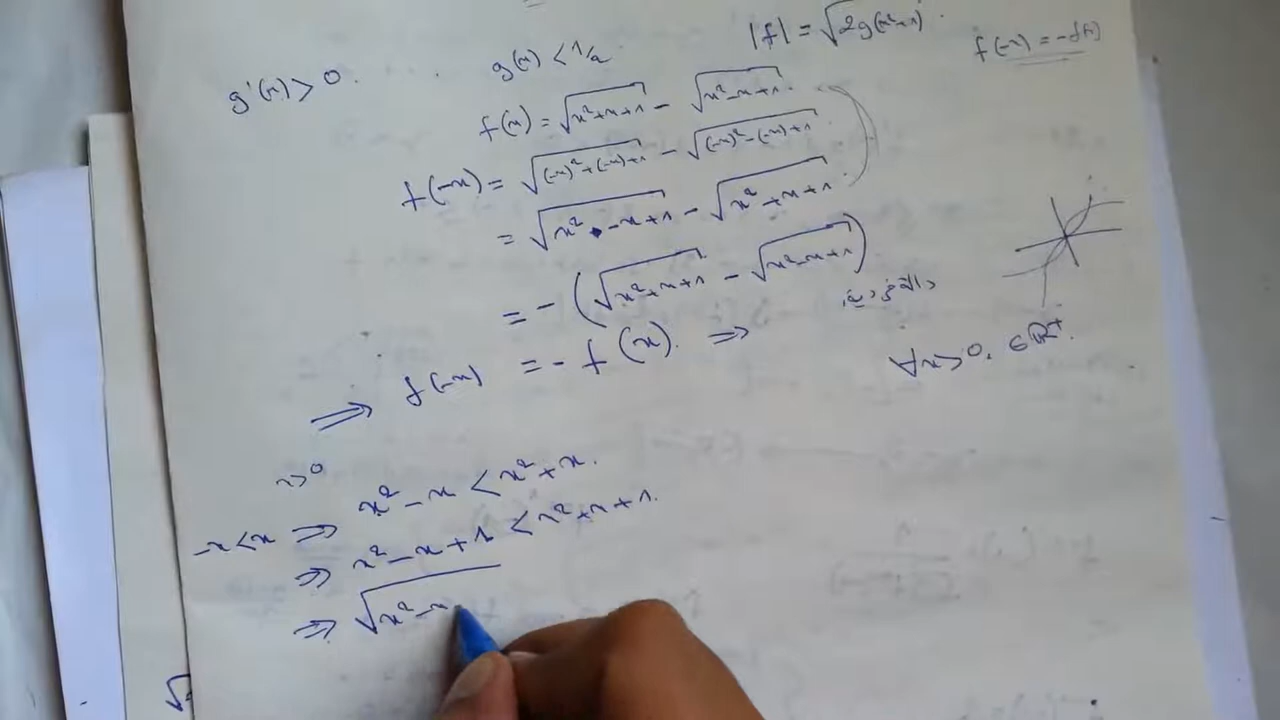 g'(x) > 0.
g(x) < 1/2
|f| = √2g(x²+1)
f(-x) = -f(x)
f(x) = √x²+x+1 - √x²-x+1.
f(-x) = √(-x)²+(-x)+1 - √(-x)²-(-x)+1
= √x² -x+1 - √x²+x+1.
= -(√x²+x+1 - √x²-x+1)
⇒ f(-x) = -f(x). ⇒
∀x>0. ∈ℝ⁺.
x>0
-x<x ⇒ x²-x < x²+x.
⇒ x²-x+1 < x²+x+1.
⇒ √x²-x